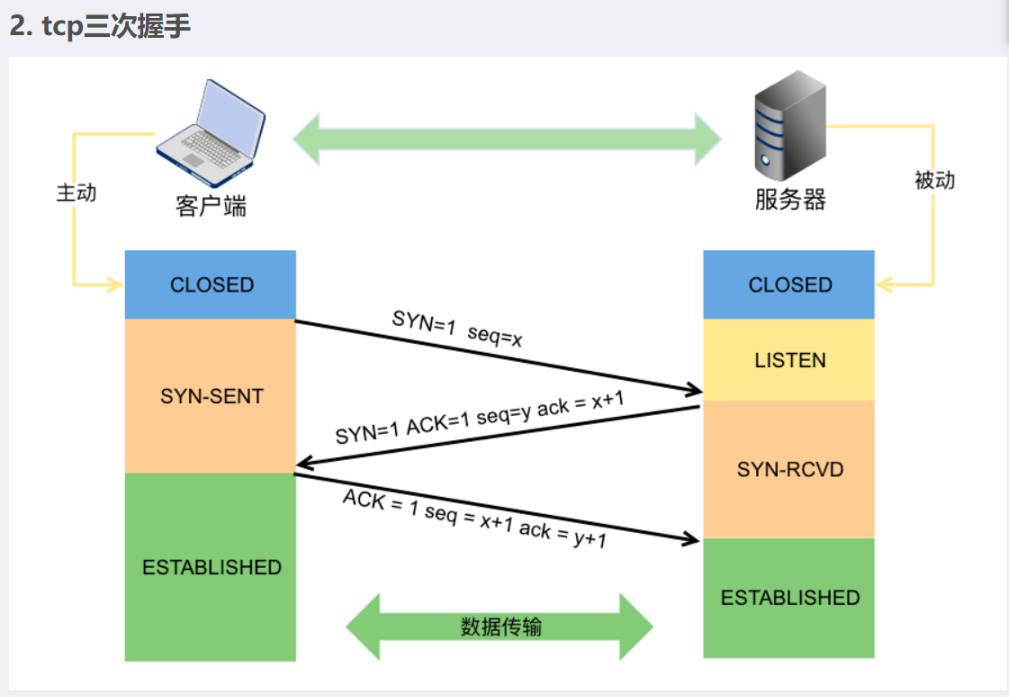 2. tcp三次握手
主动
客户端
服务器
被动
CLOSED
CLOSED
SYN=1 seq=x
LISTEN
SYN-SENT
SYN=1 ACK=1 seq=y ack = x+1
SYN-RCVD
ACK = 1 seq = x+1 ack = y+1
ESTABLISHED
ESTABLISHED
数据传输